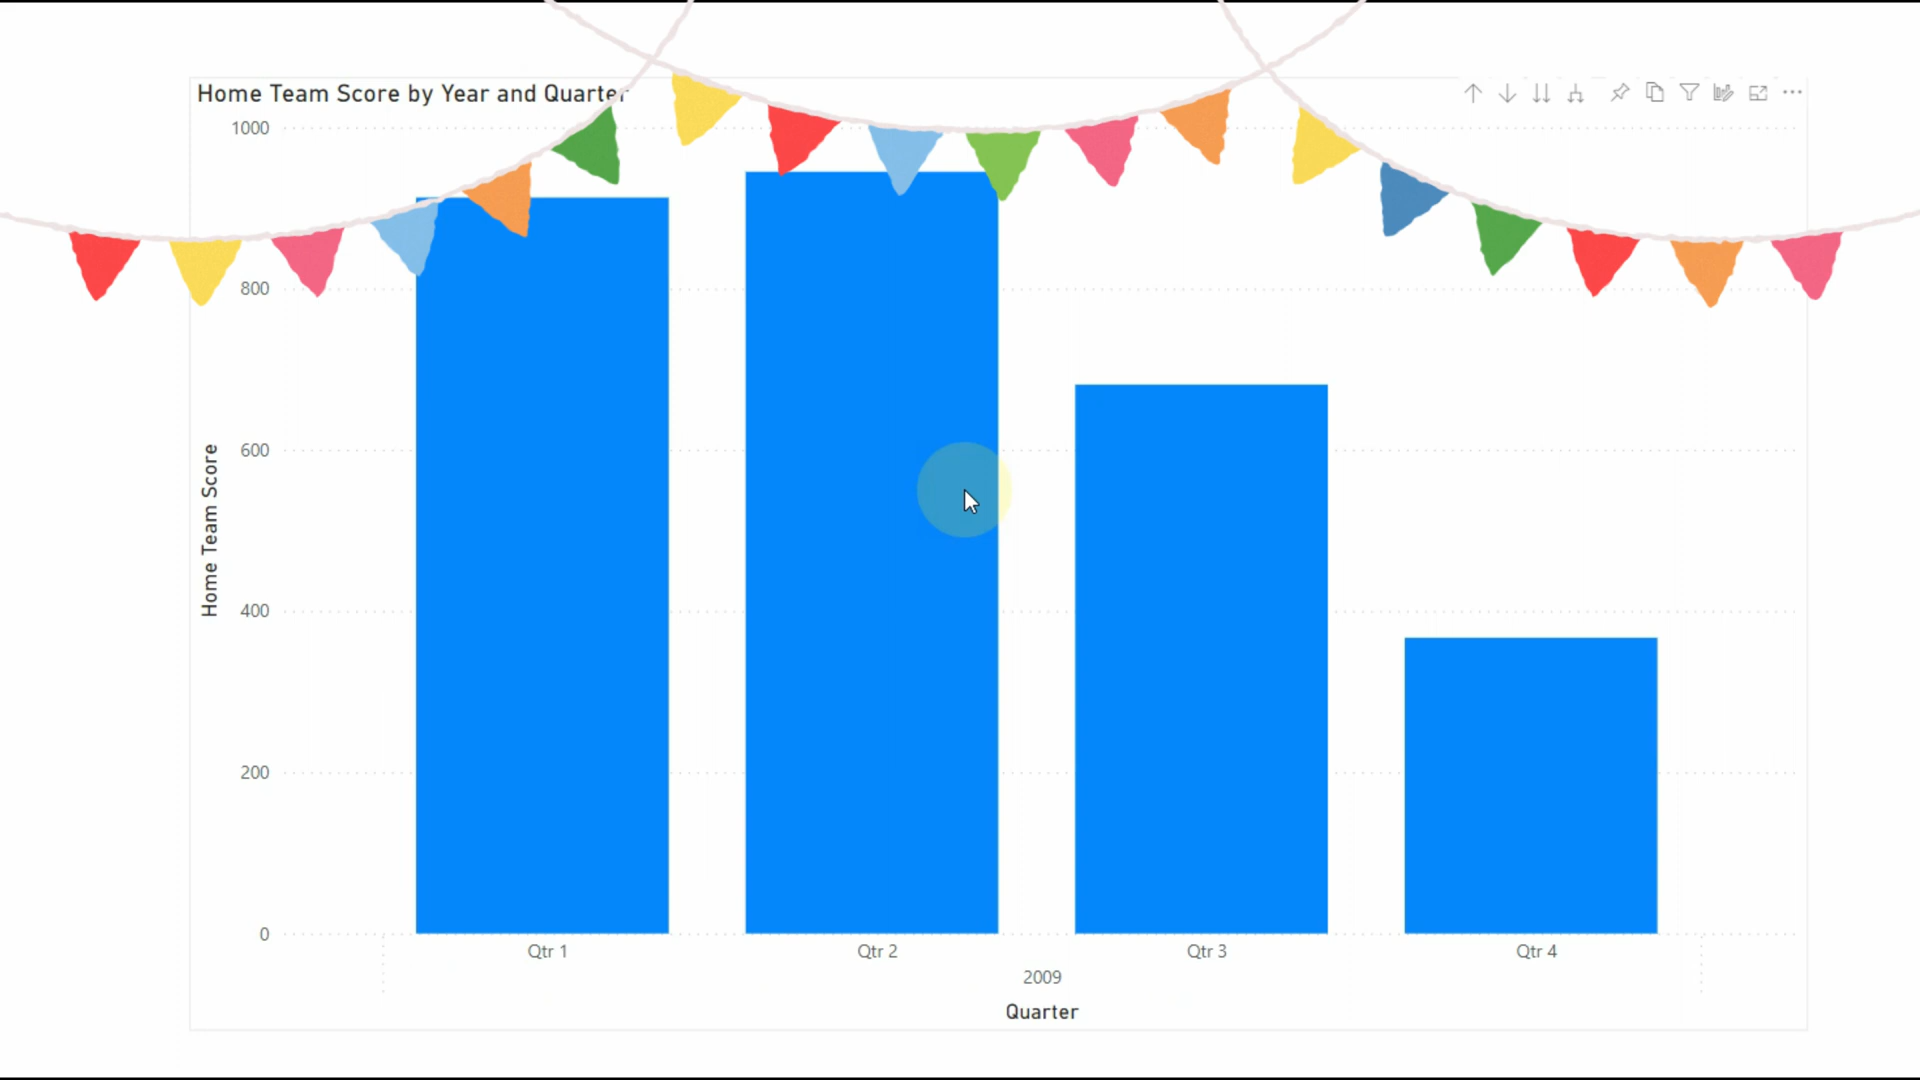 Home Team Score by Year and Quarter
1000
800
600
400
200
0
Home Team Score
Qtr 1
Qtr 2
Qtr 3
Qtr 4
2009
Quarter